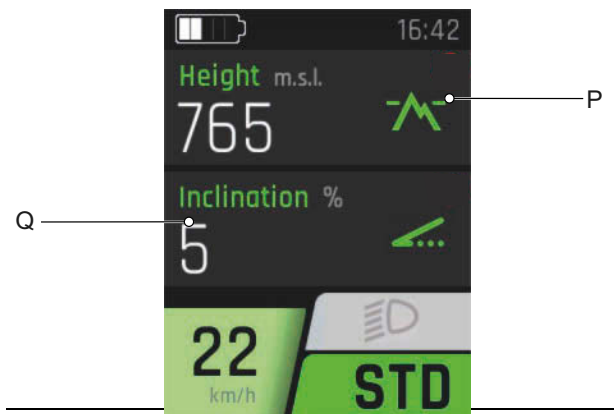 16:42
Height m.s.l.
765
P
Inclination %
Q
5
22
km/h
STD